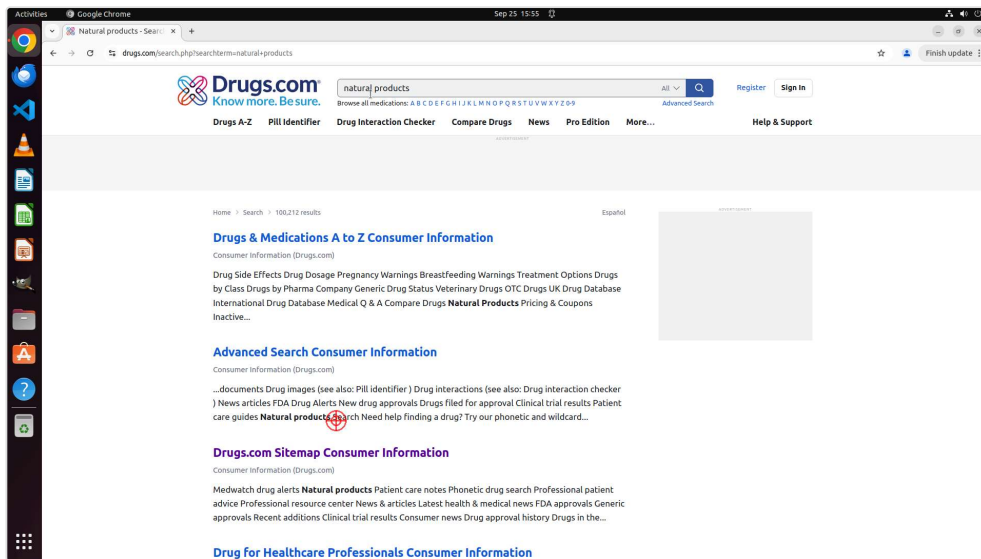 Activities
Google Chrome
Sep 25 15:55
Natural products - Searc
drugs.com/search.php?searchterm=natural+products
Finish update
Drugs.com
Know more. Be sure.
natural products
All
Browse all medications: A B C D E F G H I J K L M N O P Q R S T U V W X Y Z 0-9
Advanced Search
Register
Sign In
Drugs A-Z
Pill Identifier
Drug Interaction Checker
Compare Drugs
News
Pro Edition
More...
Help & Support
ADVERTISEMENT
Home > Search > 100,212 results
Español
ADVERTISEMENT
Drugs & Medications A to Z Consumer Information
Consumer Information (Drugs.com)
Drug Side Effects Drug Dosage Pregnancy Warnings Breastfeeding Warnings Treatment Options Drugs
by Class Drugs by Pharma Company Generic Drug Status Veterinary Drugs OTC Drugs UK Drug Database
International Drug Database Medical Q & A Compare Drugs Natural Products Pricing & Coupons
Inactive...
Advanced Search Consumer Information
Consumer Information (Drugs.com)
...documents Drug images (see also: Pill identifier ) Drug interactions (see also: Drug interaction checker
) News articles FDA Drug Alerts New drug approvals Drugs filed for approval Clinical trial results Patient
care guides Natural products Search Need help finding a drug? Try our phonetic and wildcard...
Drugs.com Sitemap Consumer Information
Consumer Information (Drugs.com)
Medwatch drug alerts Natural products Patient care notes Phonetic drug search Professional patient
advice Professional resource center News & articles Latest health & medical news FDA approvals Generic
approvals Recent additions Clinical trial results Consumer news Drug approval history Drugs in the...
Drug for Healthcare Professionals Consumer Information